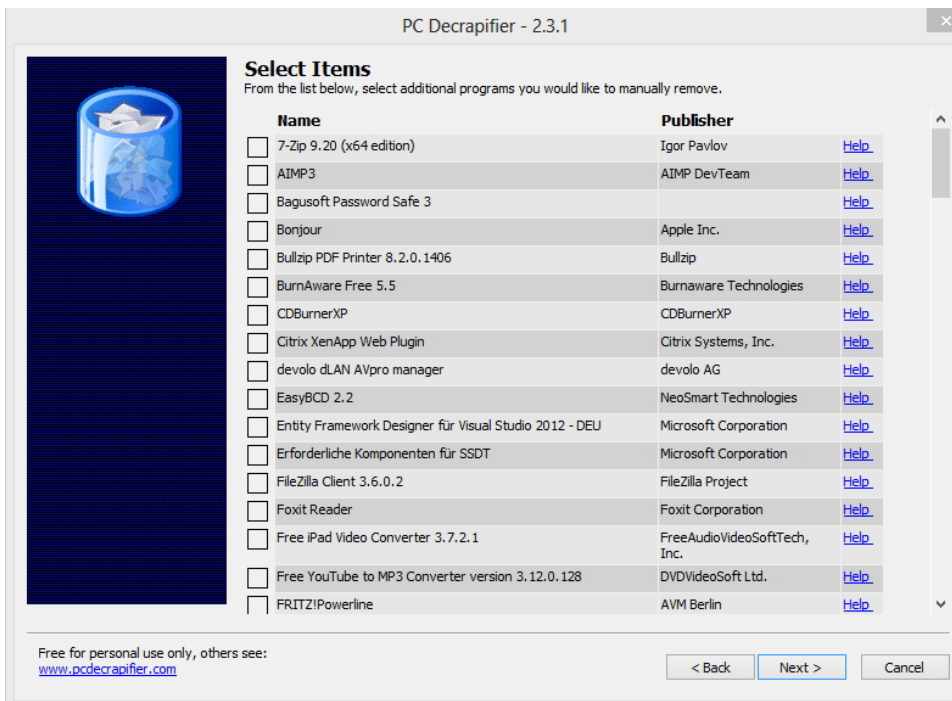 PC Decrapifier - 2.3.1
Select Items
From the list below, select additional programs you would like to manually remove.
Name Publisher
7-Zip 9.20 (x64 edition) Igor Pavlov Help
AIMP3 AIMP DevTeam Help
Bagusoft Password Safe 3 Help
Bonjour Apple Inc. Help
Bullzip PDF Printer 8.2.0.1406 Bullzip Help
BurnAware Free 5.5 Burnaware Technologies Help
CDBurnerXP CDBurnerXP Help
Citrix XenApp Web Plugin Citrix Systems, Inc. Help
devolo dLAN AVpro manager devolo AG Help
EasyBCD 2.2 NeoSmart Technologies Help
Entity Framework Designer für Visual Studio 2012 - DEU Microsoft Corporation Help
Erforderliche Komponenten für SSDT Microsoft Corporation Help
FileZilla Client 3.6.0.2 FileZilla Project Help
Foxit Reader Foxit Corporation Help
Free iPad Video Converter 3.7.2.1 FreeAudioVideoSoftTech, Help
Inc.
Free YouTube to MP3 Converter version 3.12.0.128 DVDVideoSoft Ltd. Help
FRITZ!Powerline AVM Berlin Help
Free for personal use only, others see:
www.pcdecrapifier.com
< Back Next > Cancel